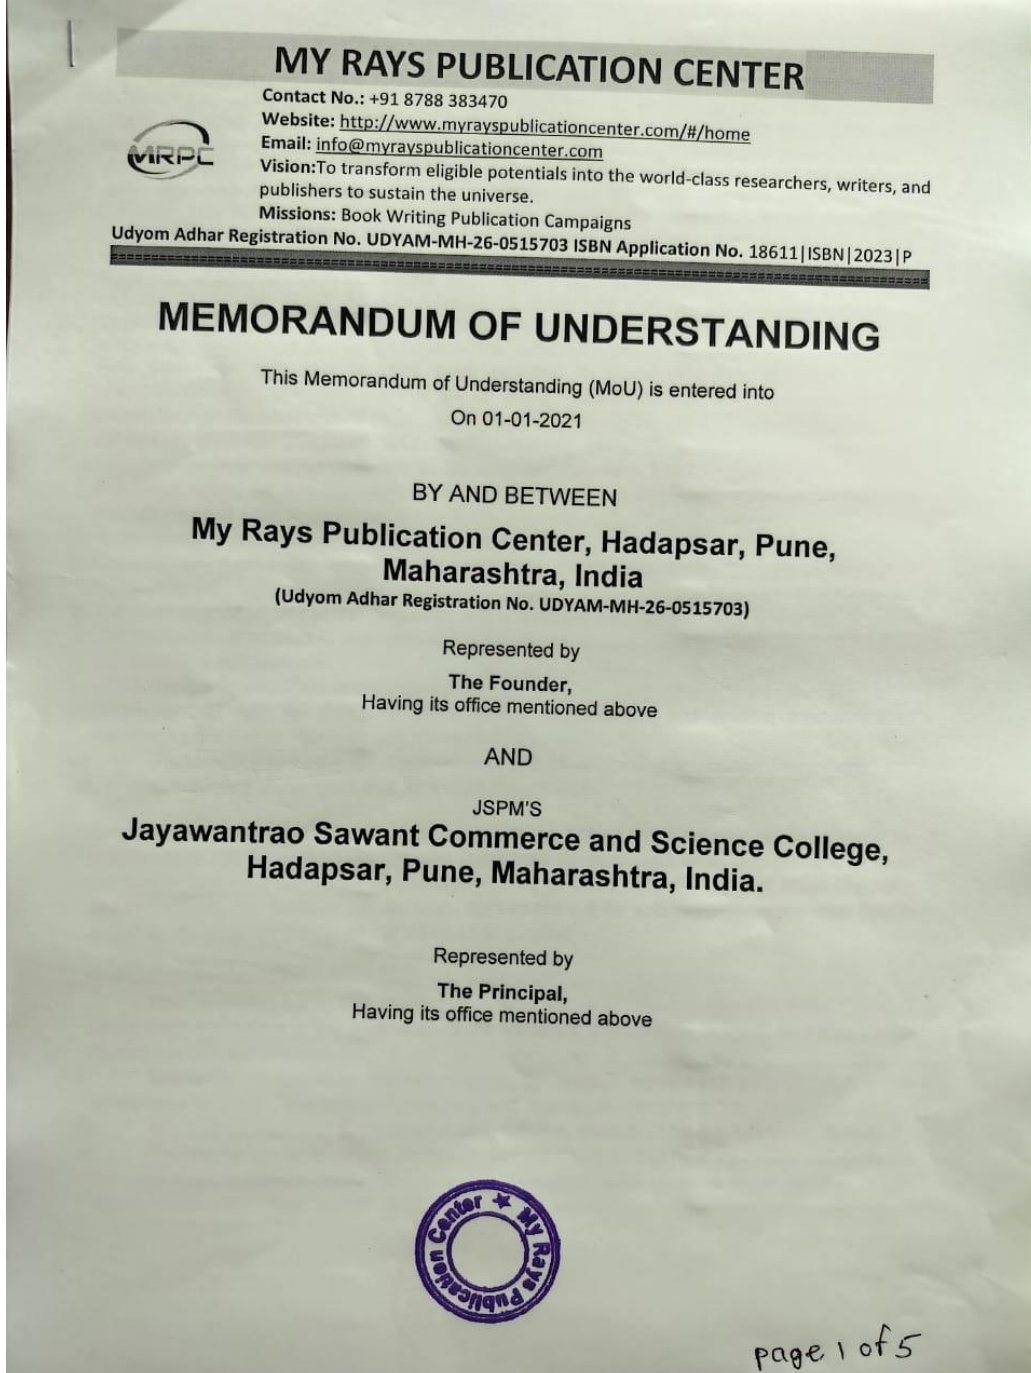 MY RAYS PUBLICATION CENTER
Contact No.: +91 8788 383470
Website: http://www.myrayspublicationcenter.com/#/home
Email: info@myrayspublicationcenter.com
Vision:To transform eligible potentials into the world-class researchers, writers, and
publishers to sustain the universe.
Missions: Book Writing Publication Campaigns
MRPC
Udyom Adhar Registration No. UDYAM-MH-26-0515703 ISBN Application No. 18611|ISBN|2023|P
MEMORANDUM OF UNDERSTANDING
This Memorandum of Understanding (MoU) is entered into
On 01-01-2021
BY AND BETWEEN
My Rays Publication Center, Hadapsar, Pune,
Maharashtra, India
(Udyom Adhar Registration No. UDYAM-MH-26-0515703)
Represented by
The Founder,
Having its office mentioned above
AND
JSPM'S
Jayawantrao Sawant Commerce and Science College,
Hadapsar, Pune, Maharashtra, India.
Represented by
The Principal,
Having its office mentioned above
My Rays Publication Center
page 1 of 5